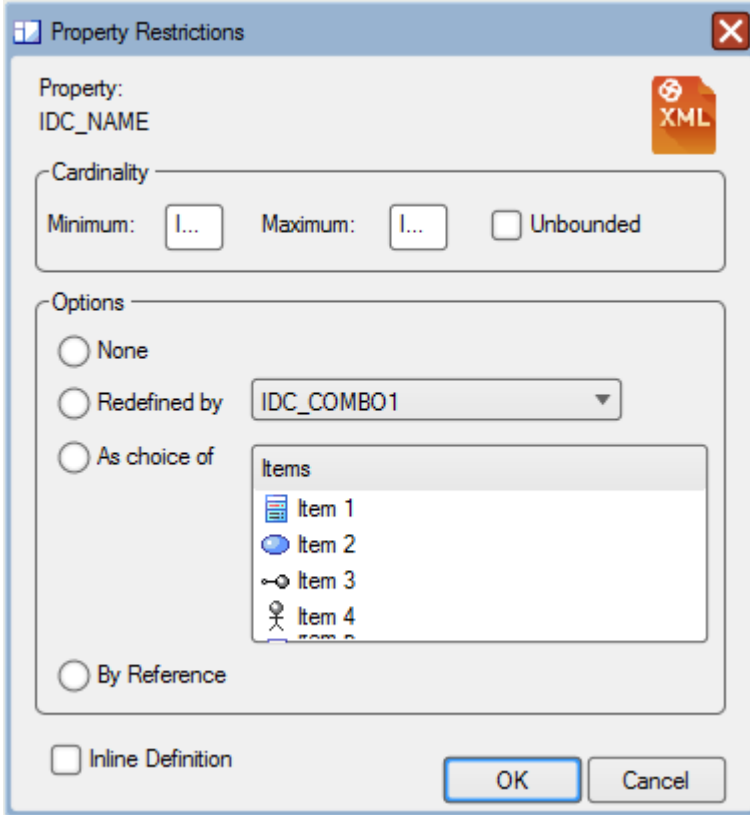 Property Restrictions
Property:
IDC_NAME
XML
Cardinality
Minimum: I... Maximum: I... Unbounded
Options
None
Redefined by IDC_COMBO1
As choice of
Items
Item 1
Item 2
Item 3
Item 4
By Reference
Inline Definition
OK Cancel